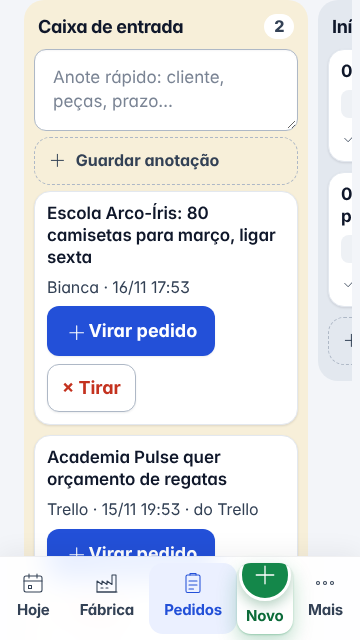 Caixa de entrada
2
Anote rápido: cliente,
peças, prazo...
Guardar anotação
Escola Arco-Íris: 80
camisetas para março, ligar
sexta
Bianca · 16/11 17:53
Virar pedido
× Tirar
Academia Pulse quer
orçamento de regatas
Trello · 15/11 19:53 · do Trello
Virar pedido
Hoje
Fábrica
Pedidos
Novo
Mais